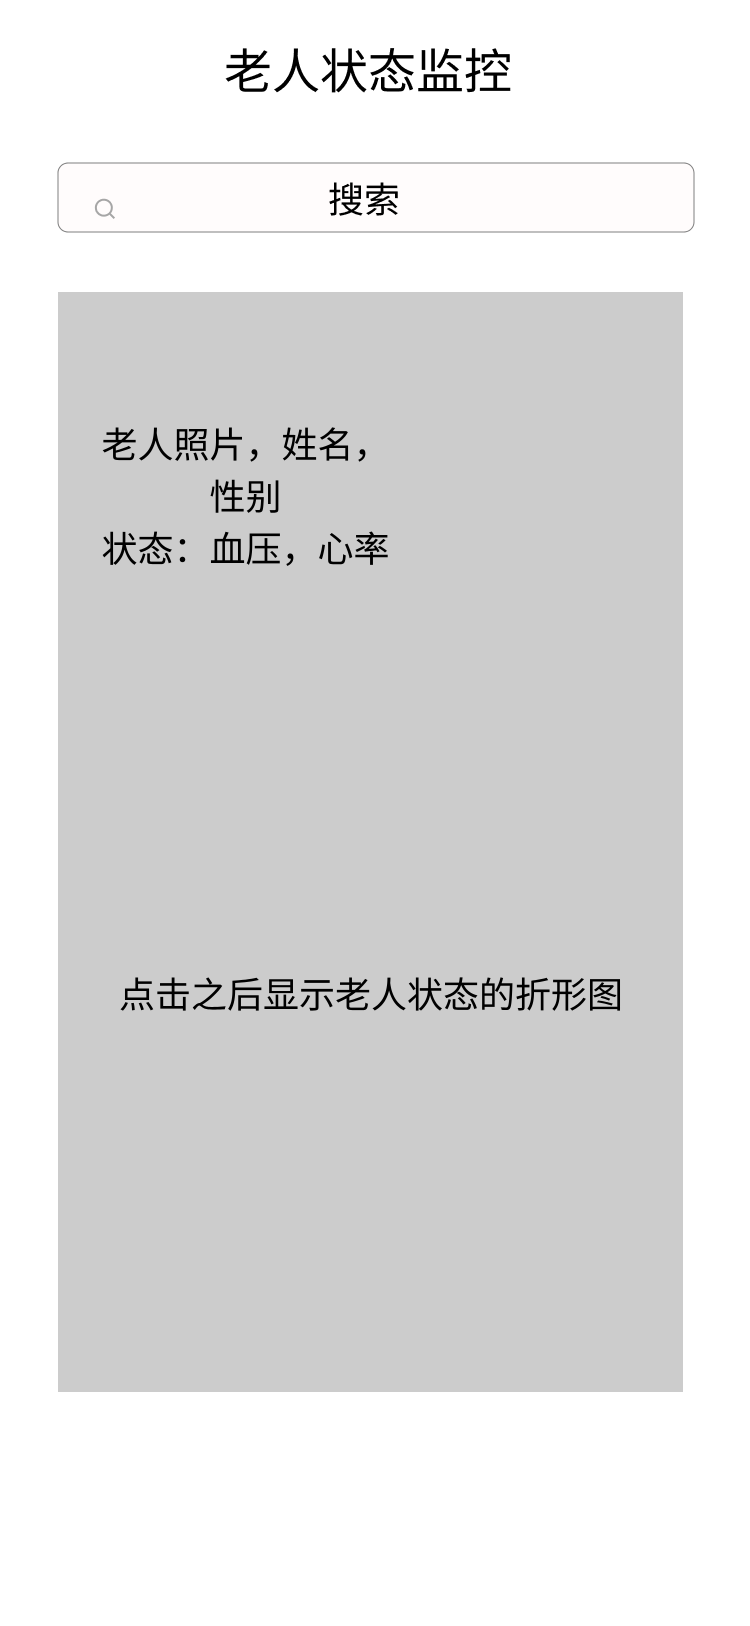 老人状态监控
搜索
老人照片，姓名，
性别
状态：血压，心率
点击之后显示老人状态的折形图